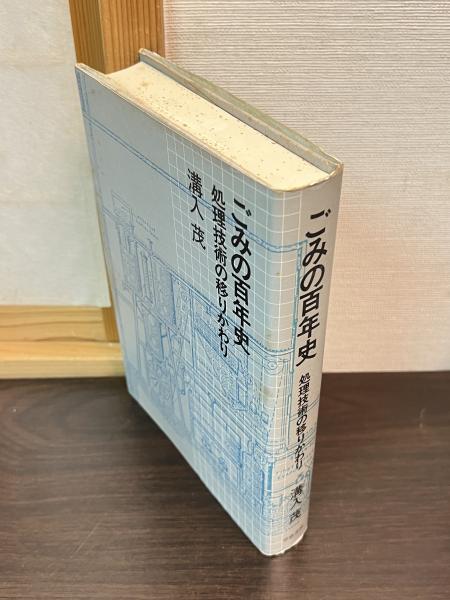 ごみの百年史
処理技術の移りかわり
溝入 茂
ごみの百年史
処理技術の移りかわり
溝入 茂